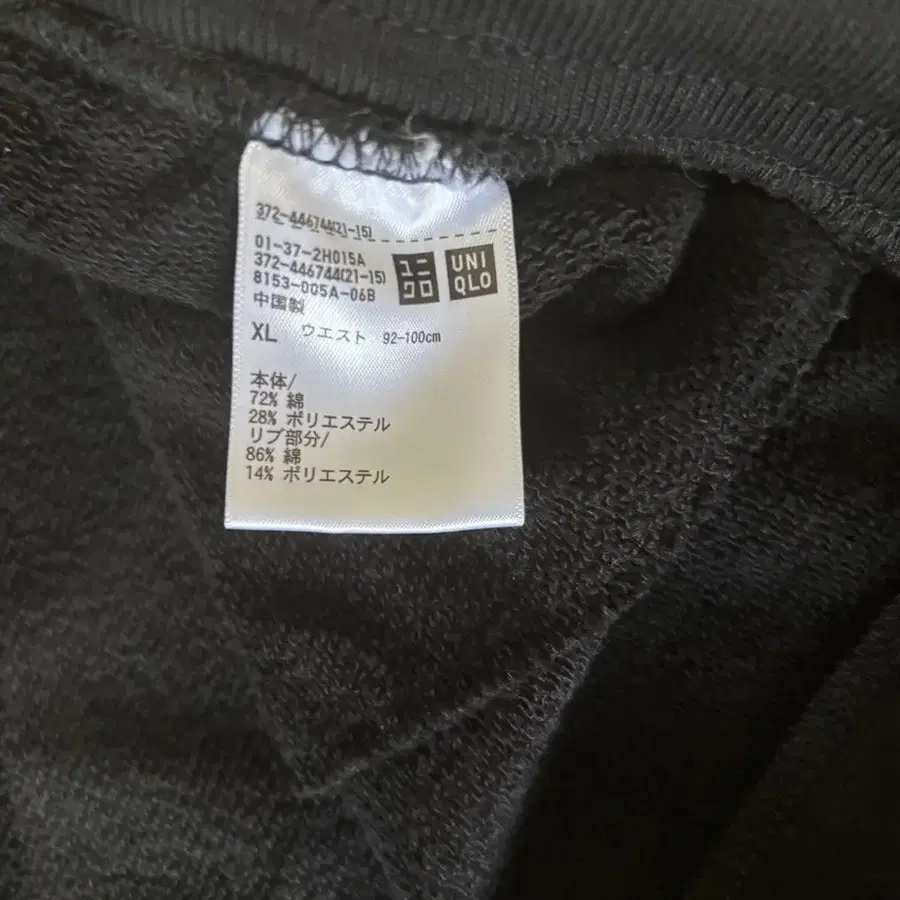 372-446744(21-15)
01-37-2H015A
372-446744(21-15)
8153-005A-06B
中国製
ユニ
クロ
UNI
QLO
XL ウエスト 92-100cm
本体/
72% 綿
28% ポリエステル
リブ部分/
86% 綿
14% ポリエステル